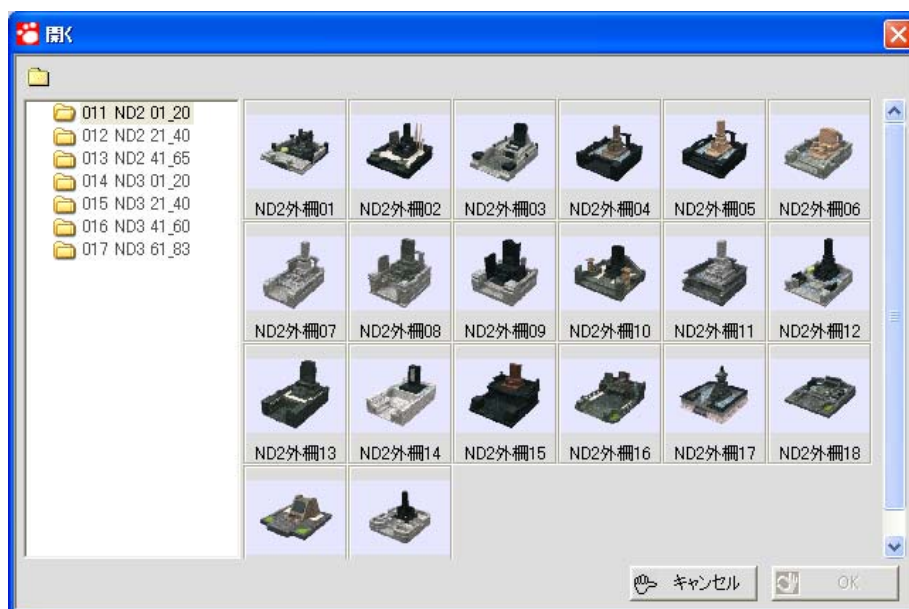 開く
011 ND2 01_20
012 ND2 21_40
013 ND2 41_65
014 ND3 01_20
015 ND3 21_40
016 ND3 41_60
017 ND3 61_83
ND2外柵01 ND2外柵02 ND2外柵03 ND2外柵04 ND2外柵05 ND2外柵06
ND2外柵07 ND2外柵08 ND2外柵09 ND2外柵10 ND2外柵11 ND2外柵12
ND2外柵13 ND2外柵14 ND2外柵15 ND2外柵16 ND2外柵17 ND2外柵18
キャンセル OK